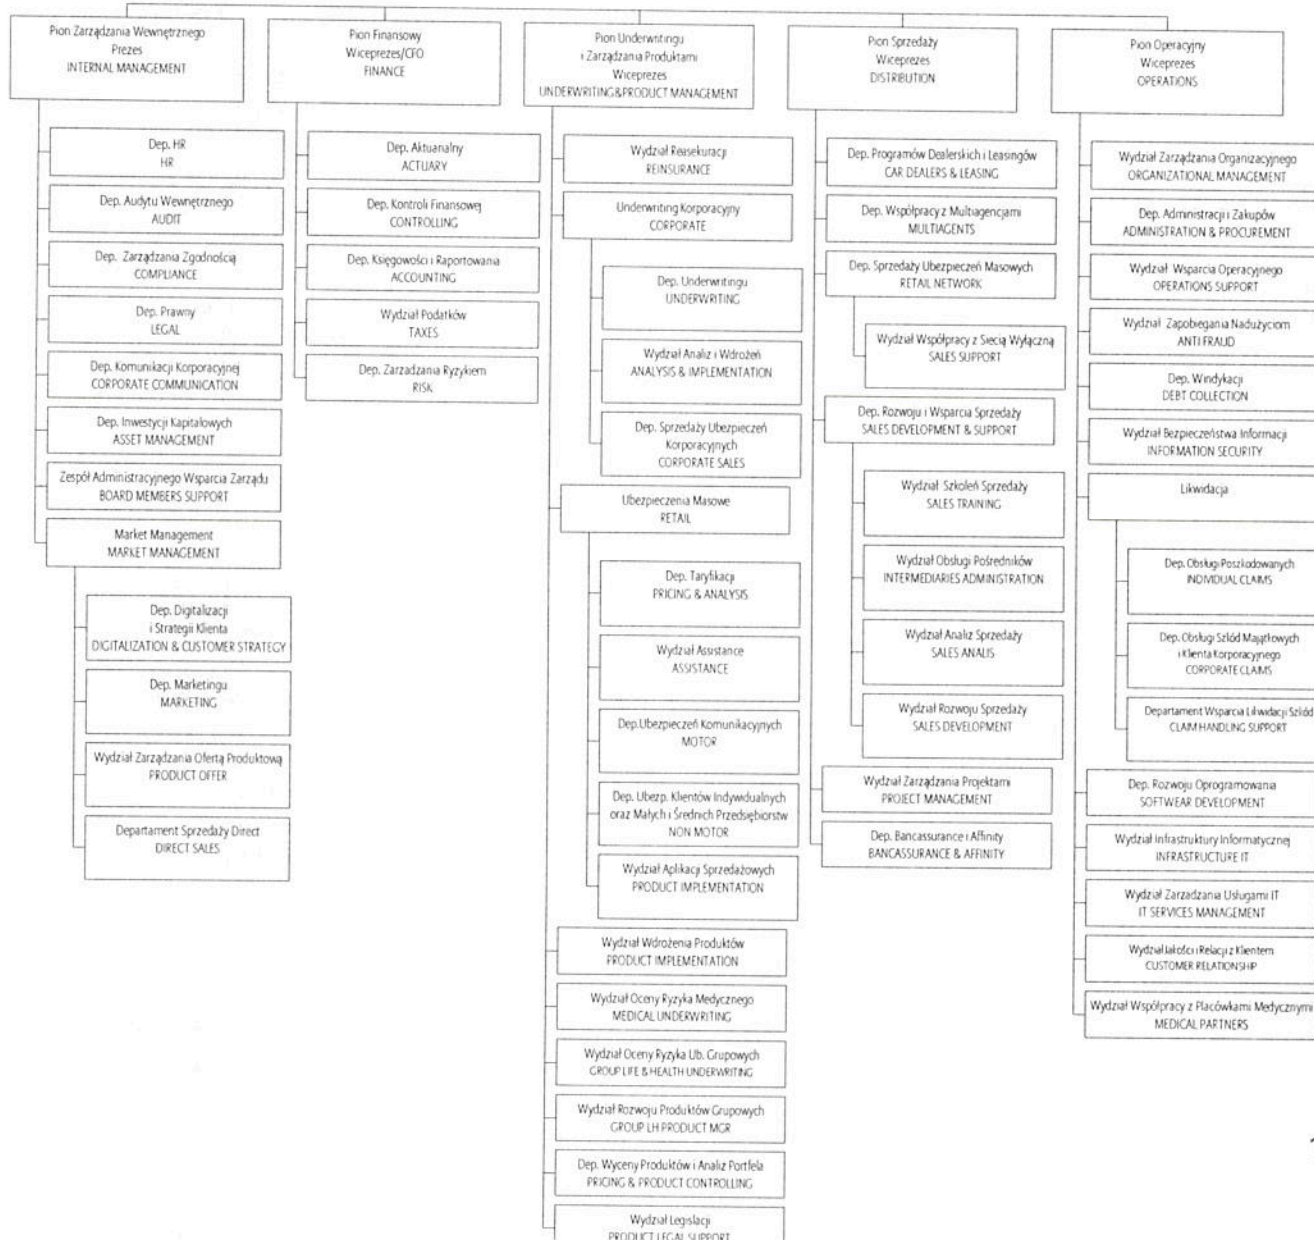 Pion Zarządzania Wewnętrznego
Prezes
INTERNAL MANAGEMENT
Dep. HR
HR
Dep. Audytu Wewnętrznego
AUDIT
Dep. Zarządzania Zgodnością
COMPLIANCE
Dep. Prawny
LEGAL
Dep. Komunikacji Korporacyjnej
CORPORATE COMMUNICATION
Dep. Inwestycji Kapitałowych
ASSET MANAGEMENT
Zespół Administracyjnego Wsparcia Zarządu
BOARD MEMBERS SUPPORT
Market Management
MARKET MANAGEMENT
Dep. Digitalizacji
i Strategii Klienta
DIGITALIZATION & CUSTOMER STRATEGY
Dep. Marketingu
MARKETING
Wydział Zarządzania Ofertą Produktową
PRODUCT OFFER
Departament Sprzedaży Direct
DIRECT SALES
Pion Finansowy
Wiceprezes/CFO
FINANCE
Dep. Aktuarialny
ACTUARY
Dep. Kontroli Finansowej
CONTROLLING
Dep. Księgowości i Raportowania
ACCOUNTING
Wydział Podatków
TAXES
Dep. Zarzadzania Ryzykiem
RISK
Pion Underwritingu
i Zarządzania Produktami
Wiceprezes
UNDERWRITING&PRODUCT MANAGEMENT
Wydział Reasekuracji
REINSURANCE
Underwriting Korporacyjny
CORPORATE
Dep. Underwritingu
UNDERWRITING
Wydział Analiz i Wdrożeń
ANALYSIS & IMPLEMENTATION
Dep. Sprzedaży Ubezpieczeń
Korporacyjnych
CORPORATE SALES
Ubezpieczenia Masowe
RETAIL
Dep. Taryfikacji
PRICING & ANALYSIS
Wydział Assistance
ASSISTANCE
Dep.Ubezpieczeń Komunikacyjnych
MOTOR
Dep. Ubezp. Klientów Indywidualnych
oraz Małych i Średnich Przedsiębiorstw
NON MOTOR
Wydział Aplikacji Sprzedażowych
PRODUCT IMPLEMENTATION
Wydział Wdrożenia Produktów
PRODUCT IMPLEMENTATION
Wydział Oceny Ryzyka Medycznego
MEDICAL UNDERWRITING
Wydział Oceny Ryzyka Ub. Grupowych
GROUP LIFE & HEALTH UNDERWRITING
Wydział Rozwoju Produktów Grupowych
GROUP LH PRODUCT MGR
Dep. Wyceny Produktów i Analiz Portfela
PRICING & PRODUCT CONTROLLING
Wydział Legislacji
PRODUCT LEGAL SUPPORT
Pion Sprzedaży
Wiceprezes
DISTRIBUTION
Dep. Programów Dealerskich i Leasingów
CAR DEALERS & LEASING
Dep. Współpracy z Multiagencjami
MULTIAGENTS
Dep. Sprzedaży Ubezpieczeń Masowych
RETAIL NETWORK
Wydział Współpracy z Siecią Wyłączną
SALES SUPPORT
Dep. Rozwoju i Wsparcia Sprzedaży
SALES DEVELOPMENT & SUPPORT
Wydział Szkoleń Sprzedaży
SALES TRAINING
Wydział Obsługi Pośredników
INTERMEDIARIES ADMINISTRATION
Wydział Analiz Sprzedaży
SALES ANALIS
Wydział Rozwoju Sprzedaży
SALES DEVELOPMENT
Wydział Zarządzania Projektami
PROJECT MANAGEMENT
Dep. Bancassurance i Affinity
BANCASSURANCE & AFFINITY
Pion Operacyjny
Wiceprezes
OPERATIONS
Wydział Zarządzania Organizacyjnego
ORGANIZATIONAL MANAGEMENT
Dep. Administracji i Zakupów
ADMINISTRATION & PROCUREMENT
Wydział Wsparcia Operacyjnego
OPERATIONS SUPPORT
Wydział Zapobiegania Nadużyciom
ANTI FRAUD
Dep. Windykacji
DEBT COLLECTION
Wydział Bezpieczeństwa Informacji
INFORMATION SECURITY
Likwidacja
Dep. Obsługi Poszkodowanych
INDIVIDUAL CLAIMS
Dep. Obsługi Szkód Majątkowych
i Klienta Korporacyjnego
CORPORATE CLAIMS
Departament Wsparcia Likwidacji Szkód
CLAIM HANDLING SUPPORT
Dep. Rozwoju Oprogramowania
SOFTWEAR DEVELOPMENT
Wydział Infrastruktury Informatycznej
INFRASTRUCTURE IT
Wydział Zarzadzania Usługami IT
IT SERVICES MANAGEMENT
Wydział Jakości i Relacji z Klientem
CUSTOMER RELATIONSHIP
Wydział Współpracy z Placówkami Medycznymi
MEDICAL PARTNERS